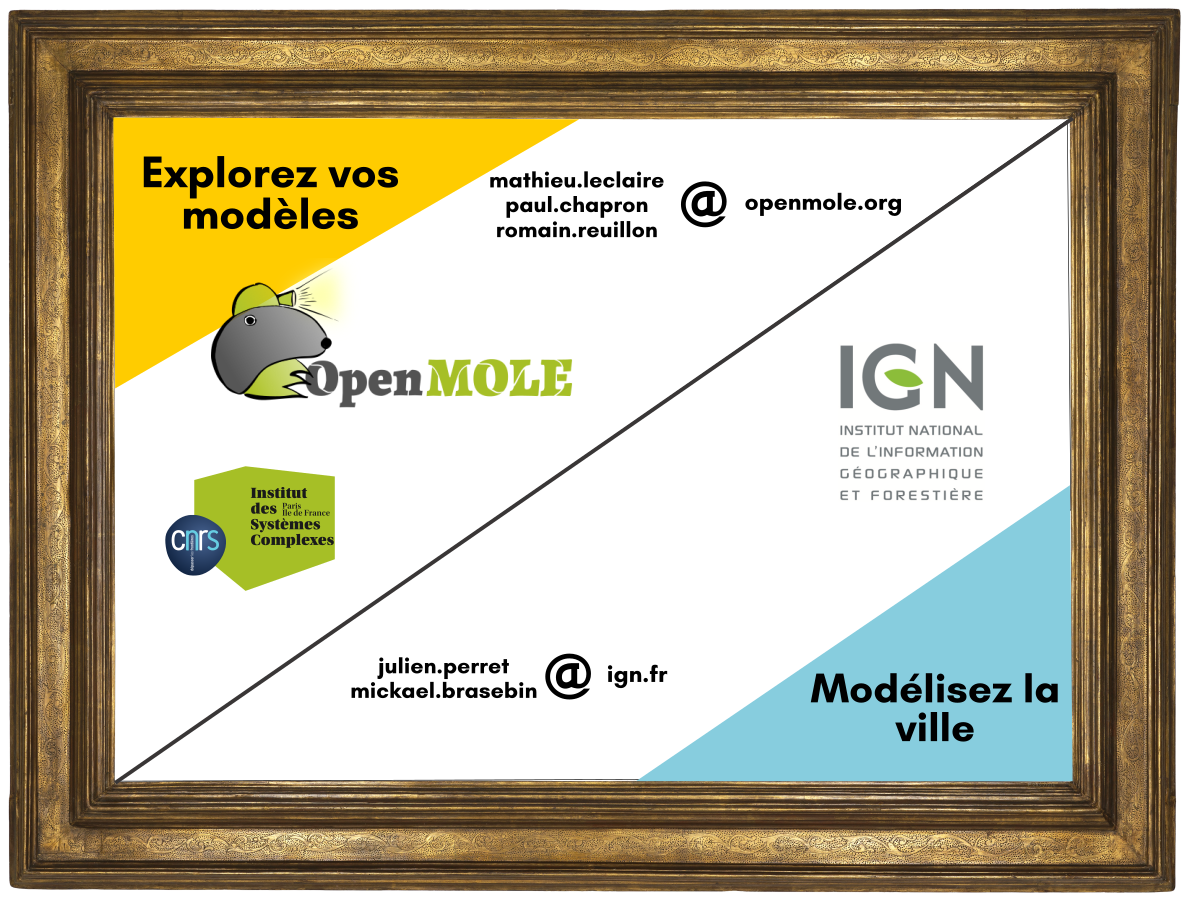 Explorez vos
modèles
mathieu.leclaire
paul.chapron
romain.reuillon
@
openmole.org
OpenMOLE
IGN
INSTITUT NATIONAL
DE L'INFORMATION
GÉOGRAPHIQUE
ET FORESTIÈRE
Institut
des Paris
Ile de France
Systèmes
Complexes
cnrs
julien.perret
mickael.brasebin
@
ign.fr
Modélisez la
ville